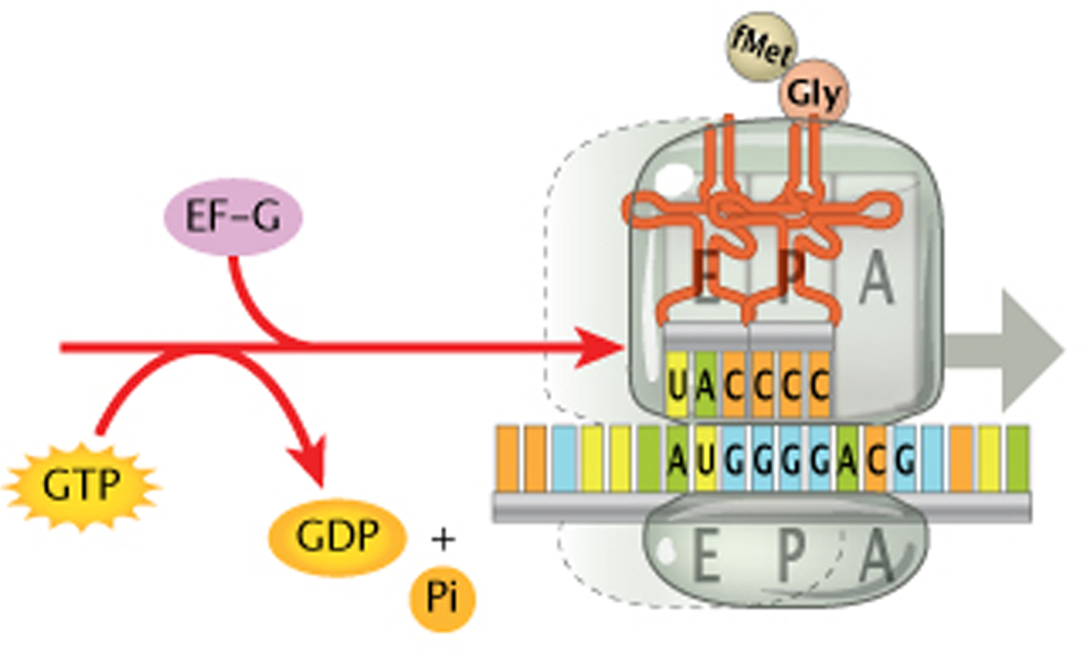 fMet
Gly
EF–G
E P A
UACCCC
GTP
AUGGGGACG
GDP +
E P A
Pi